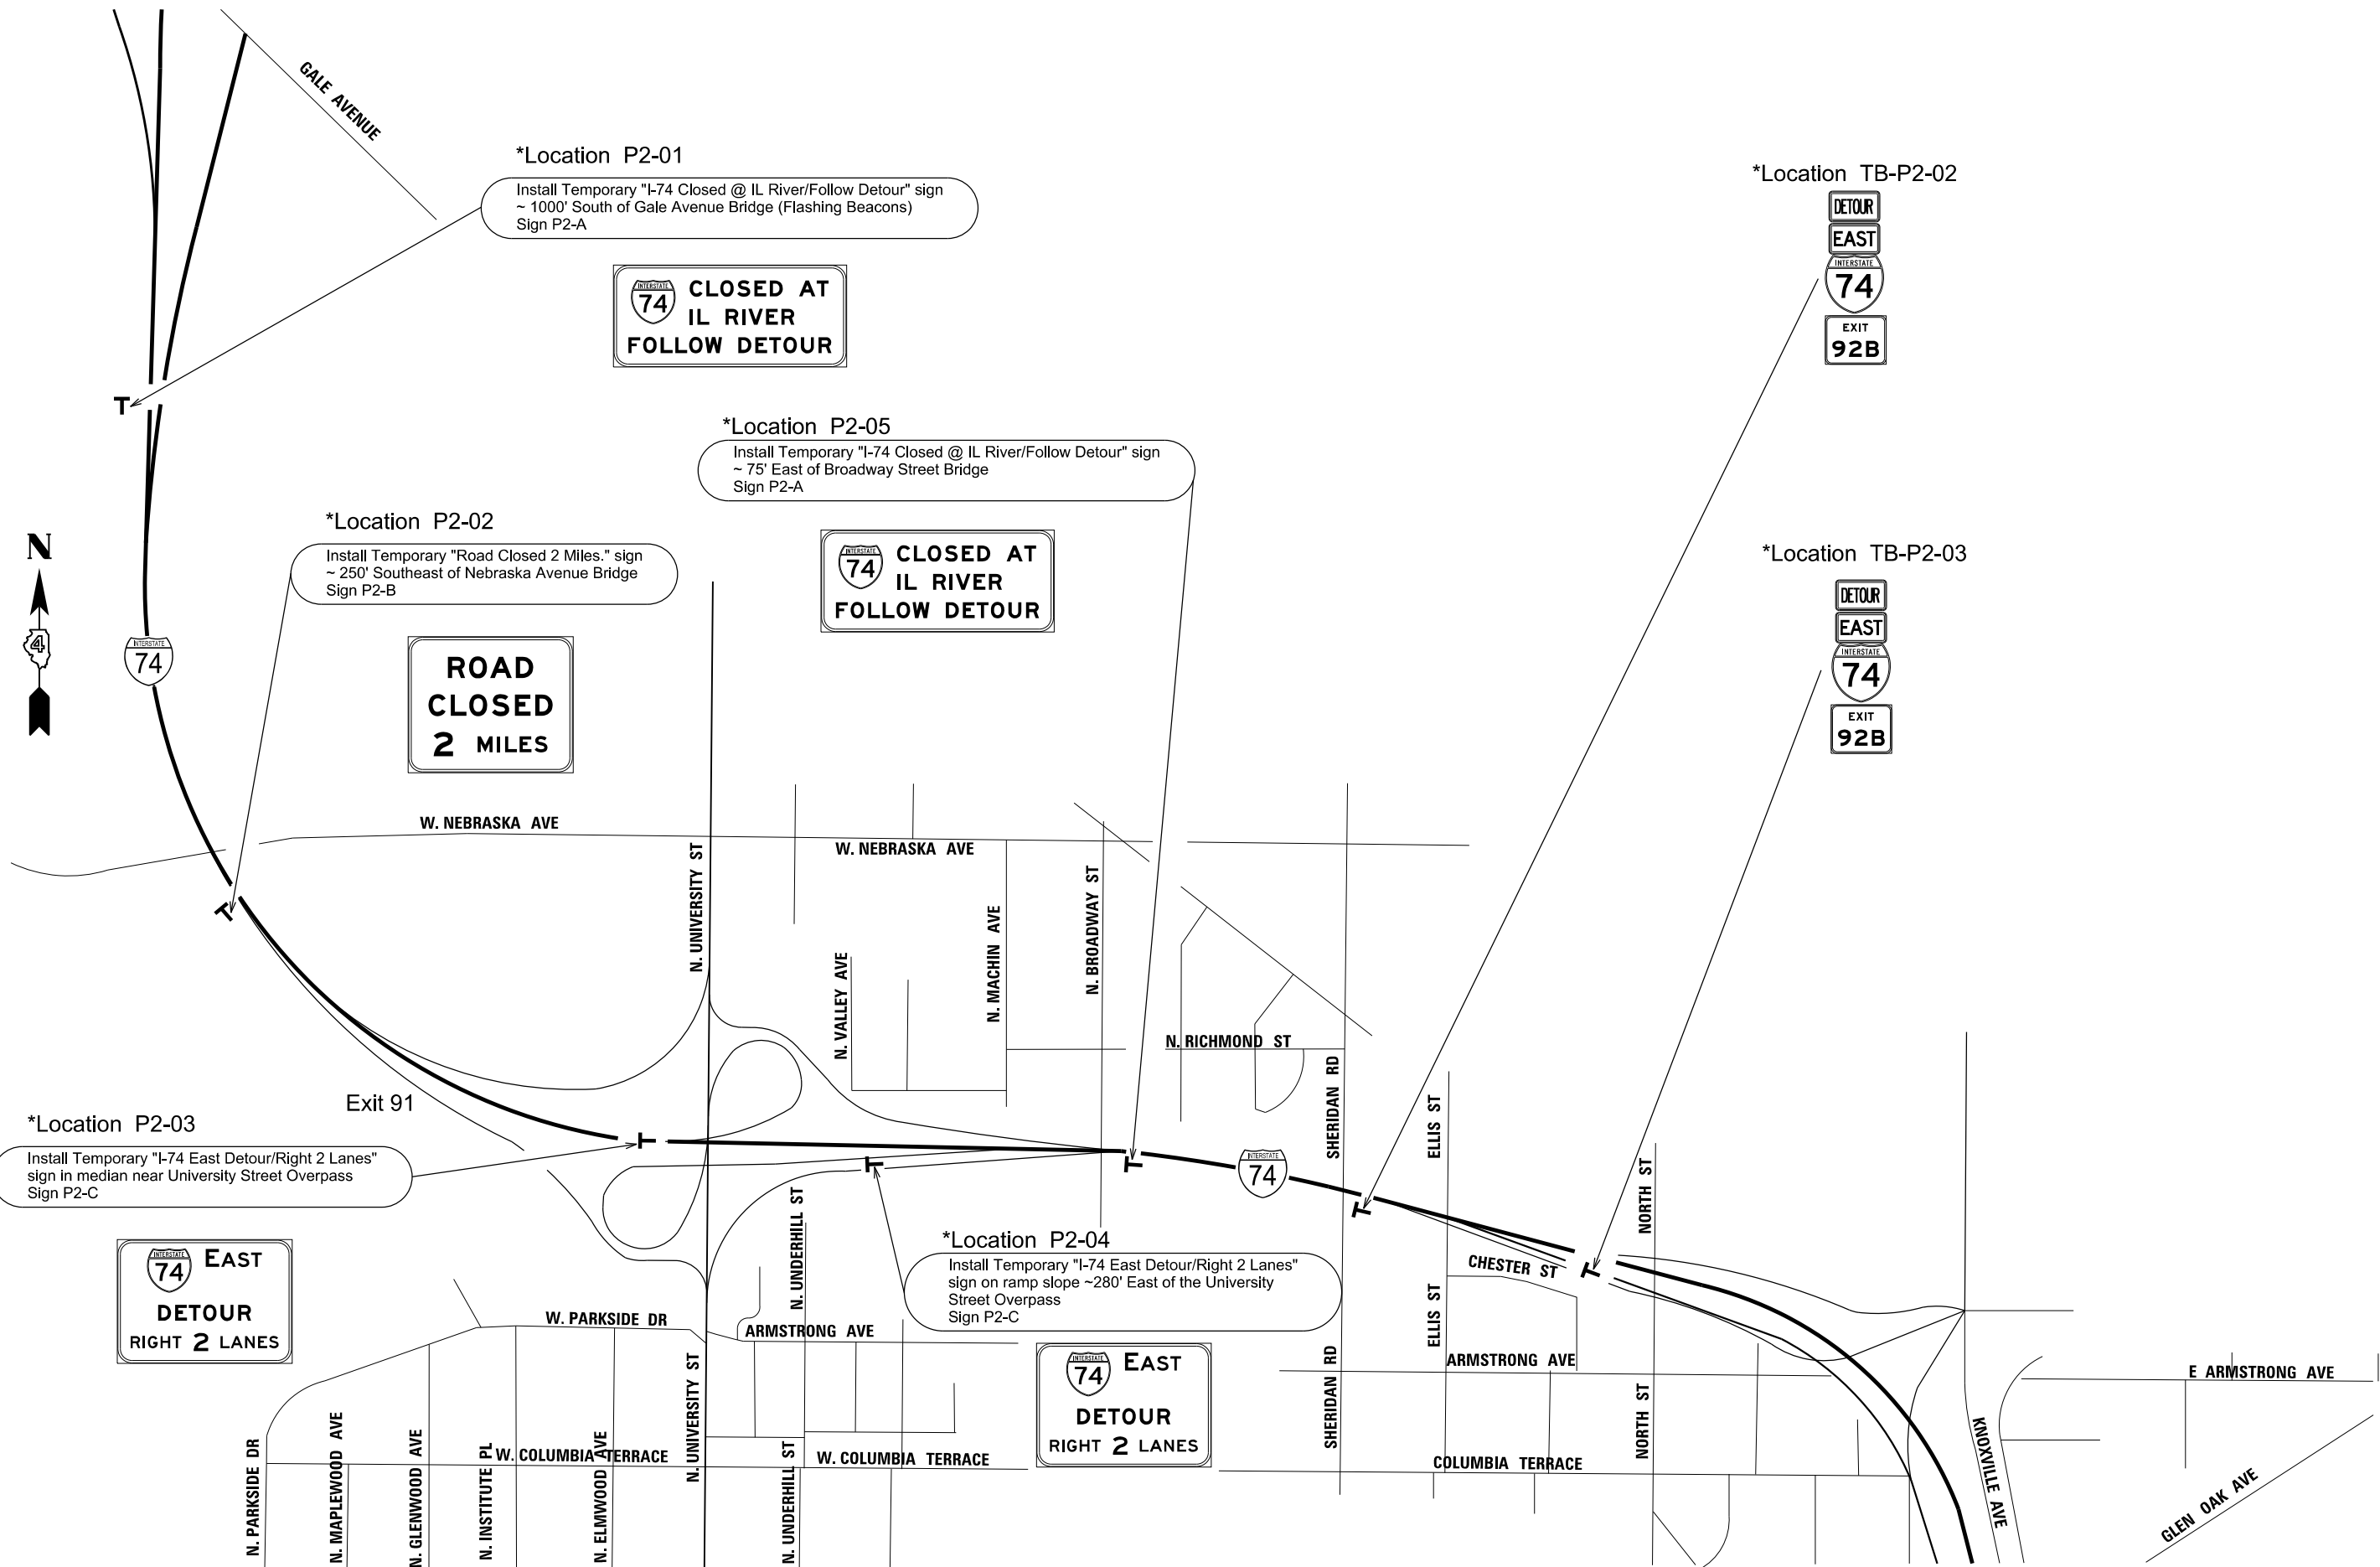 GALE AVENUE
*Location P2-01
Install Temporary "I-74 Closed @ IL River/Follow Detour" sign
~ 1000' South of Gale Avenue Bridge (Flashing Beacons)
Sign P2-A
INTERSTATE
74
CLOSED AT
IL RIVER
FOLLOW DETOUR
*Location TB-P2-02
DETOUR
EAST
INTERSTATE
74
EXIT
92B
*Location P2-05
Install Temporary "I-74 Closed @ IL River/Follow Detour" sign
~ 75' East of Broadway Street Bridge
Sign P2-A
INTERSTATE
74
CLOSED AT
IL RIVER
FOLLOW DETOUR
*Location P2-02
Install Temporary "Road Closed 2 Miles." sign
~ 250' Southeast of Nebraska Avenue Bridge
Sign P2-B
ROAD
CLOSED
2 MILES
*Location TB-P2-03
DETOUR
EAST
INTERSTATE
74
EXIT
92B
N
4
INTERSTATE
74
W. NEBRASKA AVE
W. NEBRASKA AVE
N. UNIVERSITY ST
N. VALLEY AVE
N. MACHIN AVE
N. BROADWAY ST
N. RICHMOND ST
SHERIDAN RD
ELLIS ST
NORTH ST
INTERSTATE
74
Exit 91
*Location P2-03
Install Temporary "I-74 East Detour/Right 2 Lanes"
sign in median near University Street Overpass
Sign P2-C
INTERSTATE
74
EAST
DETOUR
RIGHT 2 LANES
*Location P2-04
Install Temporary "I-74 East Detour/Right 2 Lanes"
sign on ramp slope ~280' East of the University
Street Overpass
Sign P2-C
INTERSTATE
74
EAST
DETOUR
RIGHT 2 LANES
N. UNDERHILL ST
CHESTER ST
W. PARKSIDE DR
ARMSTRONG AVE
ELLIS ST
ARMSTRONG AVE
E ARMSTRONG AVE
N. PARKSIDE DR
N. MAPLEWOOD AVE
N. GLENWOOD AVE
N. INSTITUTE PL
W. COLUMBIA TERRACE
N. ELMWOOD AVE
N. UNIVERSITY ST
N. UNDERHILL ST
W. COLUMBIA TERRACE
SHERIDAN RD
COLUMBIA TERRACE
NORTH ST
KNOXVILLE AVE
GLEN OAK AVE